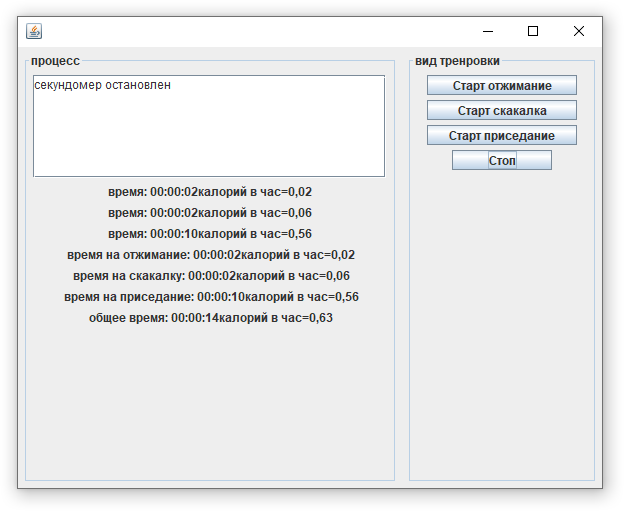 процесс
секундомер остановлен
время: 00:00:02калорий в час=0,02
время: 00:00:02калорий в час=0,06
время: 00:00:10калорий в час=0,56
время на отжимание: 00:00:02калорий в час=0,02
время на скакалку: 00:00:02калорий в час=0,06
время на приседание: 00:00:10калорий в час=0,56
общее время: 00:00:14калорий в час=0,63
вид тренровки
Старт отжимание
Старт скакалка
Старт приседание
Стоп